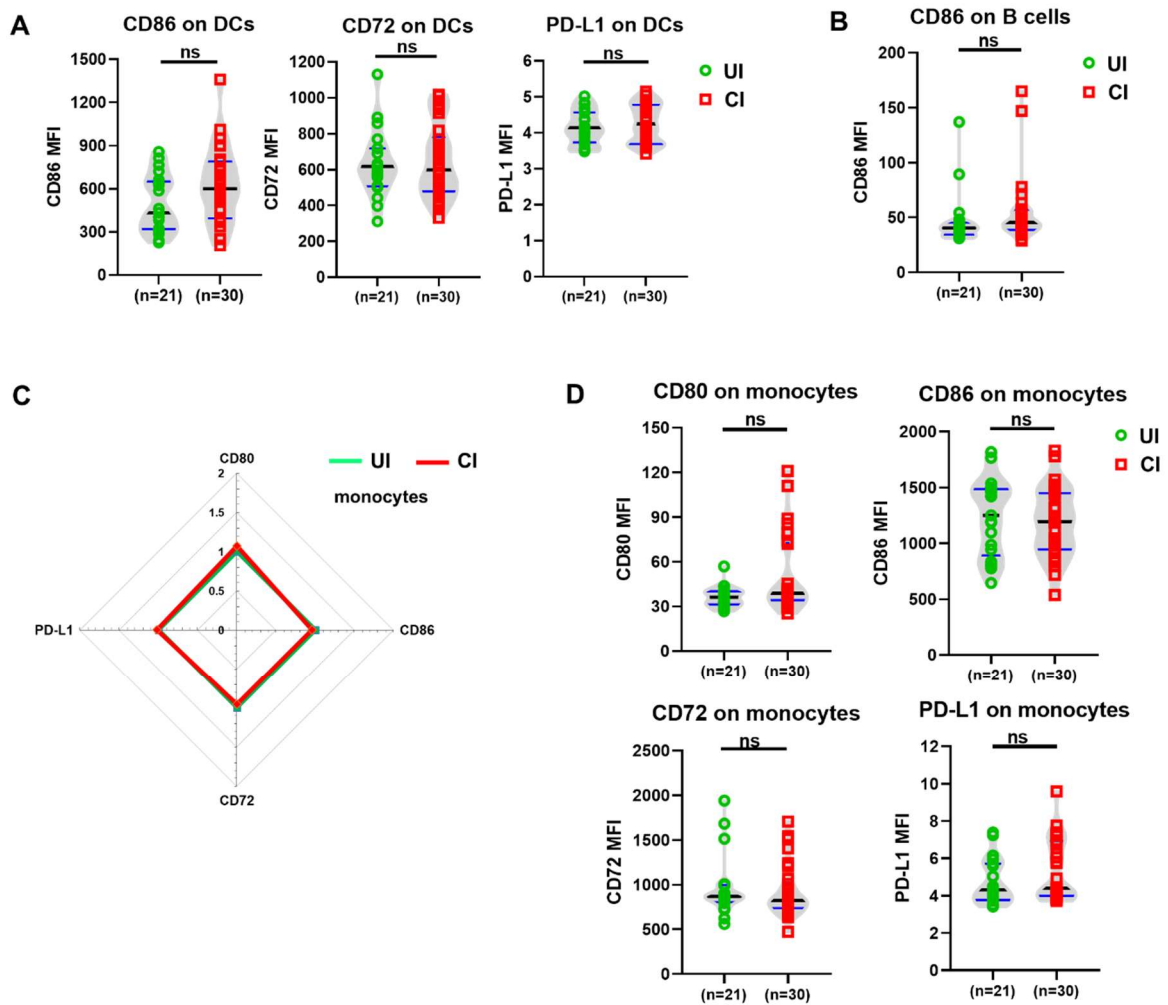 A
CD86 on DCs
ns
CD86 MFI
1500
1200
900
600
300
0
(n=21) (n=30)
CD72 on DCs
ns
CD72 MFI
1200
1000
800
600
400
200
0
(n=21) (n=30)
PD-L1 on DCs
ns
PD-L1 MFI
6
5
4
3
2
1
0
(n=21) (n=30)
UI
CI
B
CD86 on B cells
ns
CD86 MFI
200
150
100
50
0
(n=21) (n=30)
UI
CI
C
UI CI
monocytes
CD80
2
1.5
1
0.5
0
PD-L1
CD86
CD72
D
CD80 on monocytes
ns
CD80 MFI
150
120
90
60
30
0
(n=21) (n=30)
CD86 on monocytes
ns
CD86 MFI
2000
1500
1000
500
0
(n=21) (n=30)
UI
CI
CD72 on monocytes
ns
CD72 MFI
2500
2000
1500
1000
500
0
(n=21) (n=30)
PD-L1 on monocytes
ns
PD-L1 MFI
12
10
8
6
4
2
0
(n=21) (n=30)